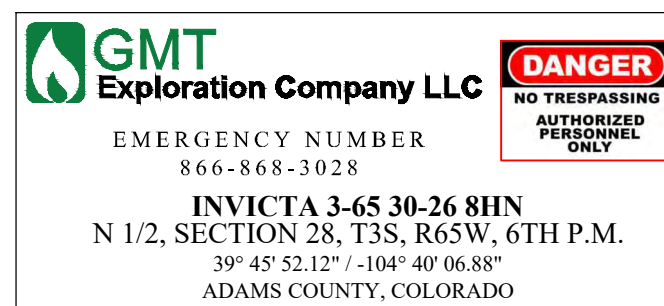 GMT
Exploration Company LLC
DANGER
NO TRESPASSING
AUTHORIZED
PERSONNEL
ONLY
EMERGENCY NUMBER
866-868-3028
INVICTA 3-65 30-26 8HN
N 1/2, SECTION 28, T3S, R65W, 6TH P.M.
39° 45' 52.12" / -104° 40' 06.88"
ADAMS COUNTY, COLORADO